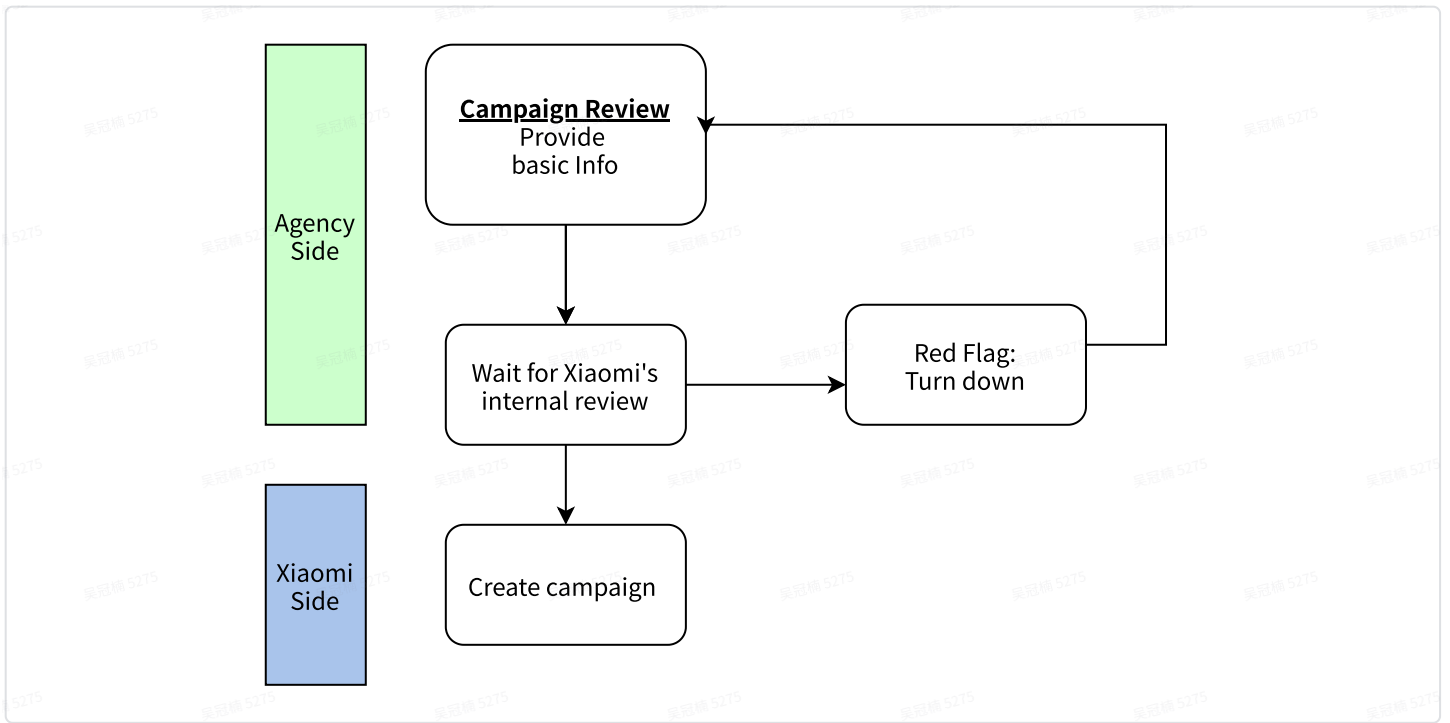 Campaign Review
Provide
basic Info
Agency
Side
Wait for Xiaomi's
internal review
Red Flag:
Turn down
Xiaomi
Side
Create campaign